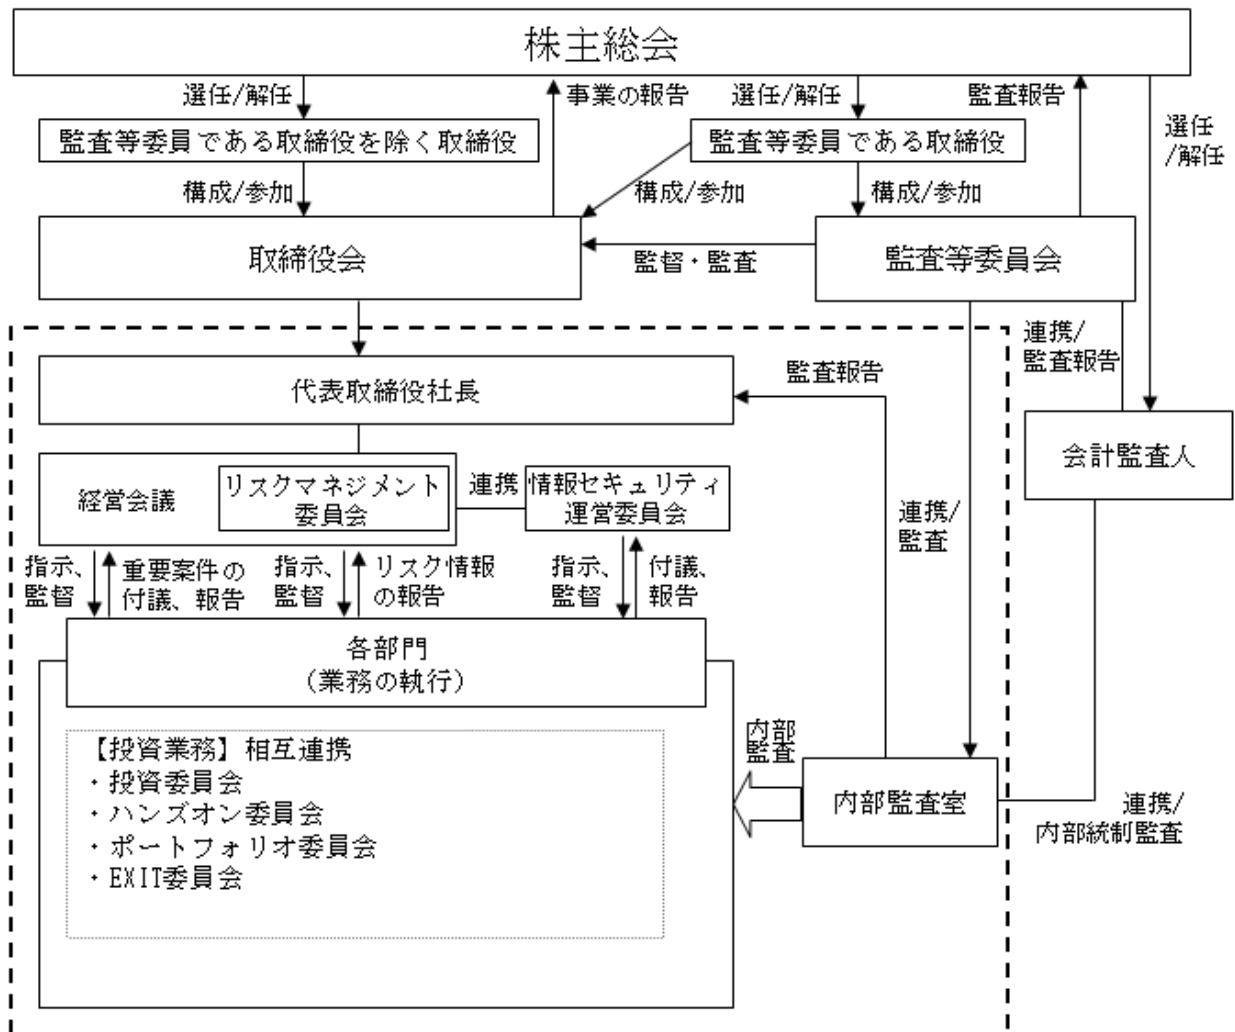 株主総会
選任/解任
事業の報告
選任/解任
監査報告
選任
/解任
監査等委員である取締役を除く取締役
監査等委員である取締役
構成/参加
構成/参加
構成/参加
取締役会
監督・監査
監査等委員会
連携/
監査報告
代表取締役社長
監査報告
会計監査人
経営会議
リスクマネジメント
委員会
連携
情報セキュリティ
運営委員会
連携/
監査
指示、
監督
重要案件の
付議、報告
指示、
監督
リスク情報
の報告
指示、
監督
付議、
報告
各部門
(業務の執行)
内部
監査
【投資業務】相互連携
・投資委員会
・ハンズオン委員会
・ポートフォリオ委員会
・EXIT委員会
内部監査室
連携/
内部統制監査